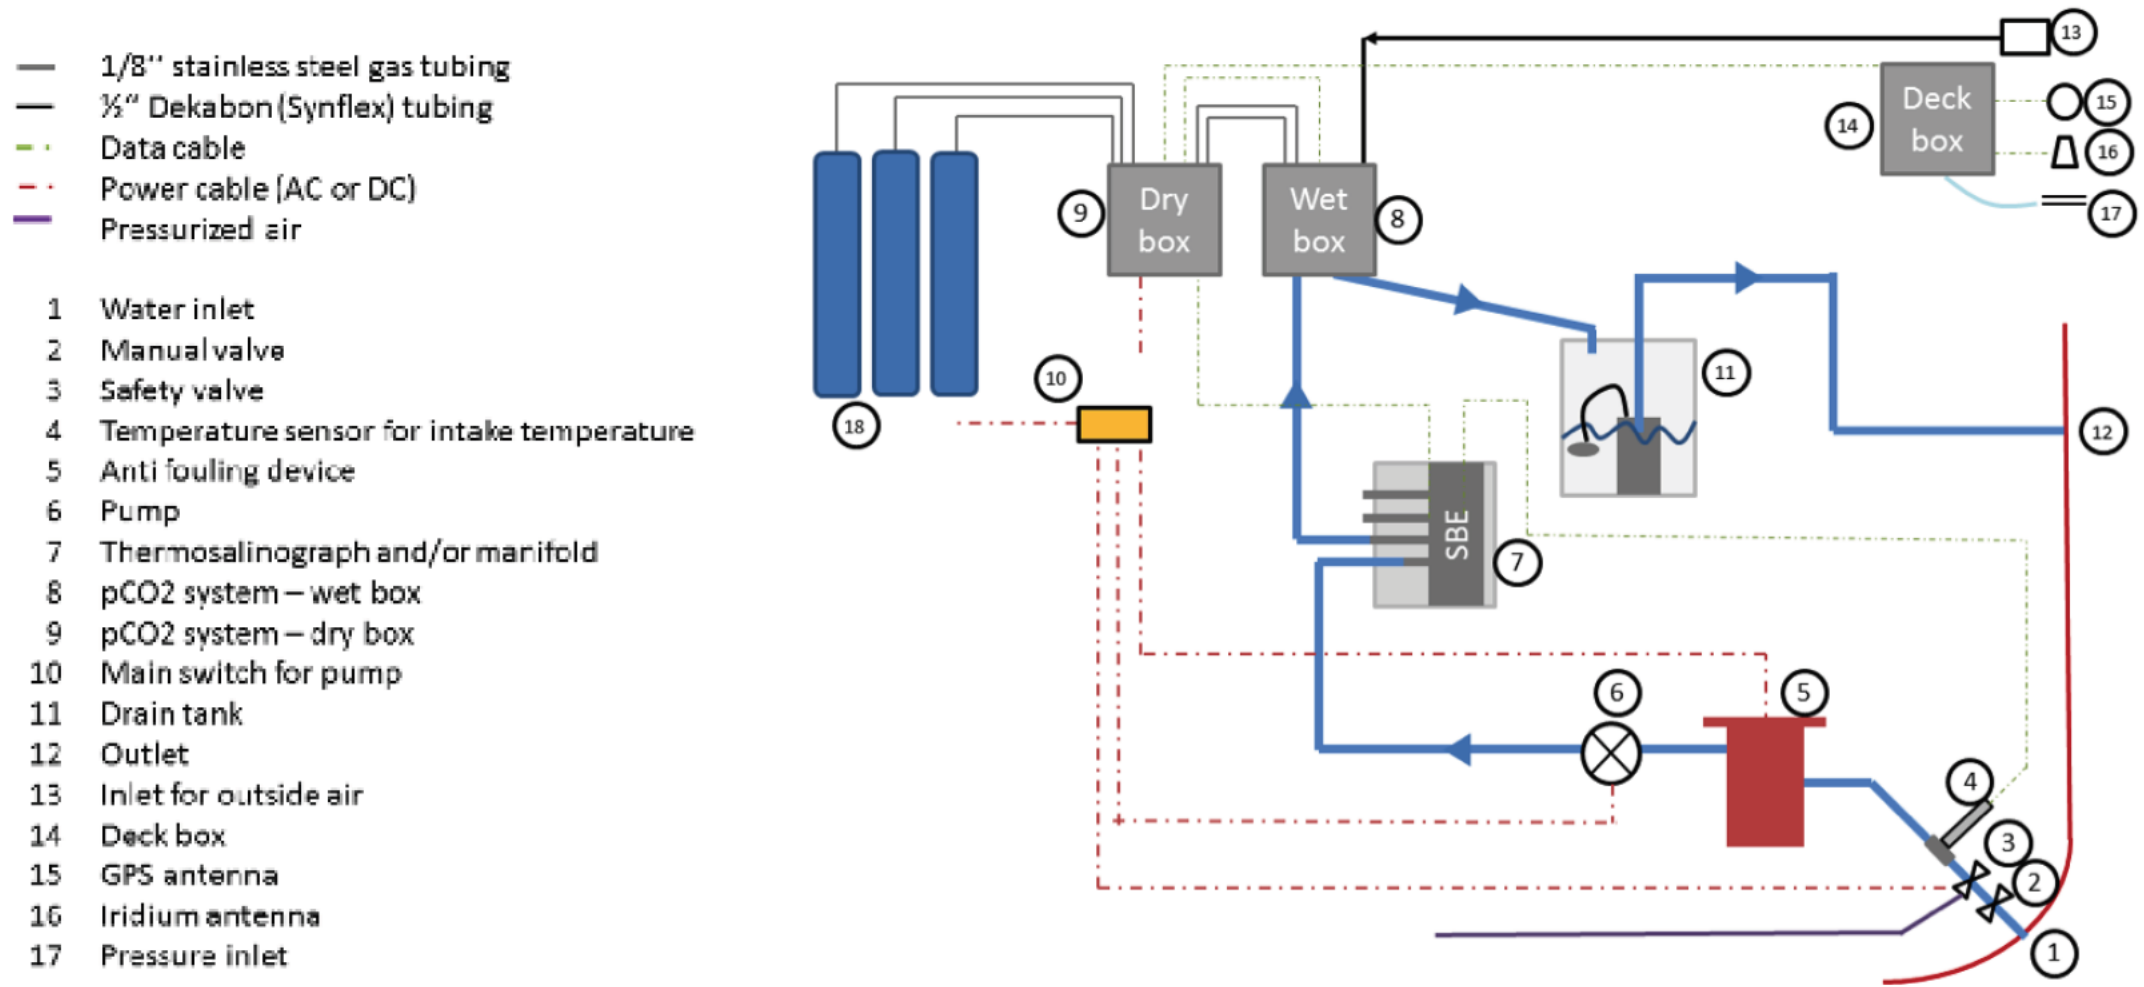 1/8'' stainless steel gas tubing
½“ Dekabon (Synflex) tubing
Data cable
Power cable (AC or DC)
Pressurized air
1 Water inlet
2 Manual valve
3 Safety valve
4 Temperature sensor for intake temperature
5 Anti fouling device
6 Pump
7 Thermosalinograph and/or manifold
8 pCO2 system – wet box
9 pCO2 system – dry box
10 Main switch for pump
11 Drain tank
12 Outlet
13 Inlet for outside air
14 Deck box
15 GPS antenna
16 Iridium antenna
17 Pressure inlet
13
Deck
box
14
15
16
17
9
Dry
box
Wet
box
8
10
18
11
12
SBE
7
6
5
4
3
2
1